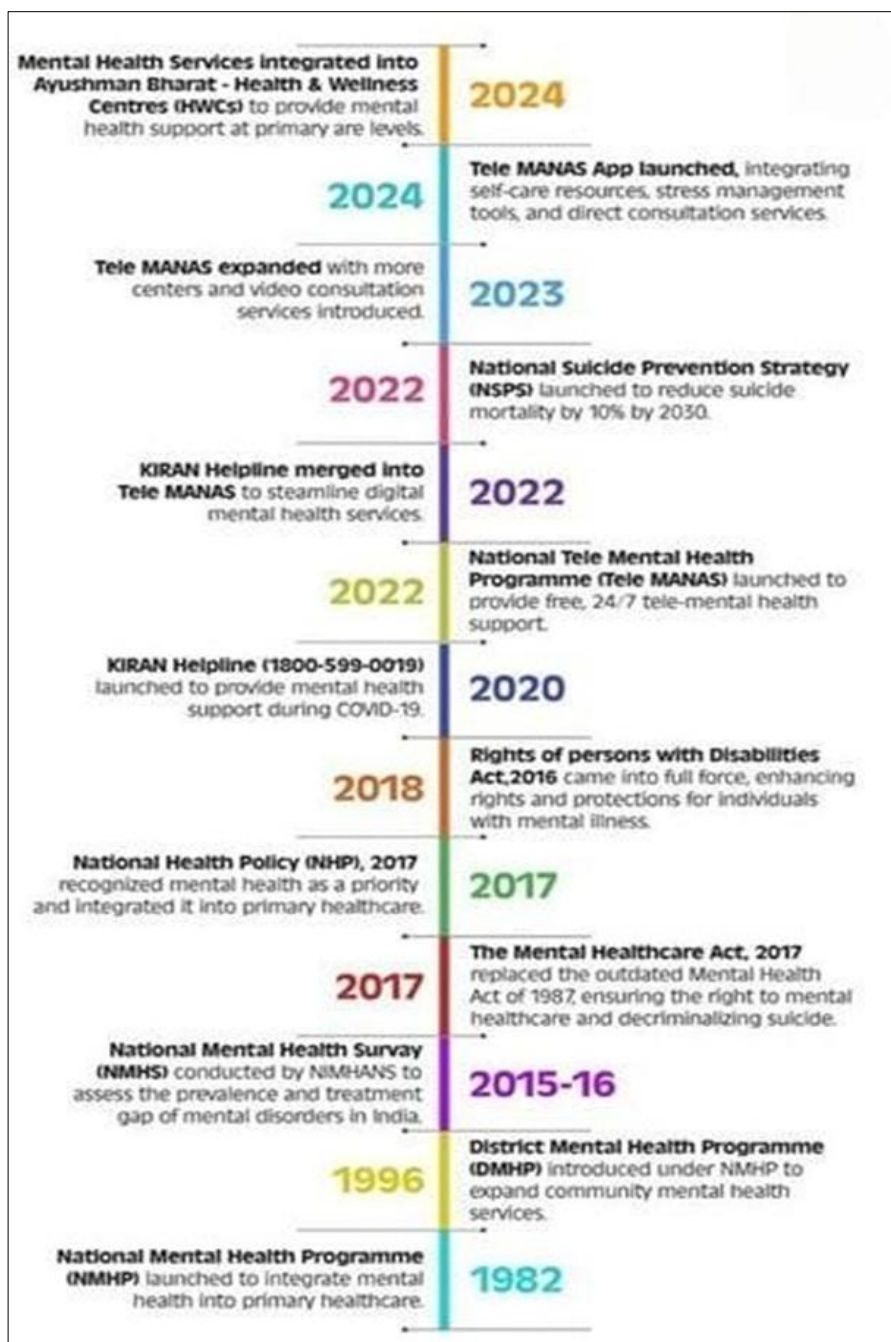 Mental Health Services integrated into
Ayushman Bharat - Health & Wellness
Centres (HWCs) to provide mental
health support at primary are levels.
2024
2024
Tele MANAS App launched, integrating
self-care resources, stress management
tools, and direct consultation services.
Tele MANAS expanded with more
centers and video consultation
services introduced.
2023
2022
National Suicide Prevention Strategy
(NSPS) launched to reduce suicide
mortality by 10% by 2030.
KIRAN Helpline merged into
Tele MANAS to steamline digital
mental health services.
2022
2022
National Tele Mental Health
Programme (Tele MANAS) launched to
provide free, 24/7 tele-mental health
support.
KIRAN Helpline (1800-599-0019)
launched to provide mental health
support during COVID-19.
2020
2018
Rights of persons with Disabilities
Act,2016 came into full force, enhancing
rights and protections for individuals
with mental illness.
National Health Policy (NHP), 2017
recognized mental health as a priority
and integrated it into primary healthcare.
2017
2017
The Mental Healthcare Act, 2017
replaced the outdated Mental Health
Act of 1987, ensuring the right to mental
healthcare and decriminalizing suicide.
National Mental Health Survay
(NMHS) conducted by NIMHANS to
assess the prevalence and treatment
gap of mental disorders in India.
2015-16
1996
District Mental Health Programme
(DMHP) introduced under NMHP to
expand community mental health
services.
National Mental Health Programme
(NMHP) launched to integrate mental
health into primary healthcare.
1982